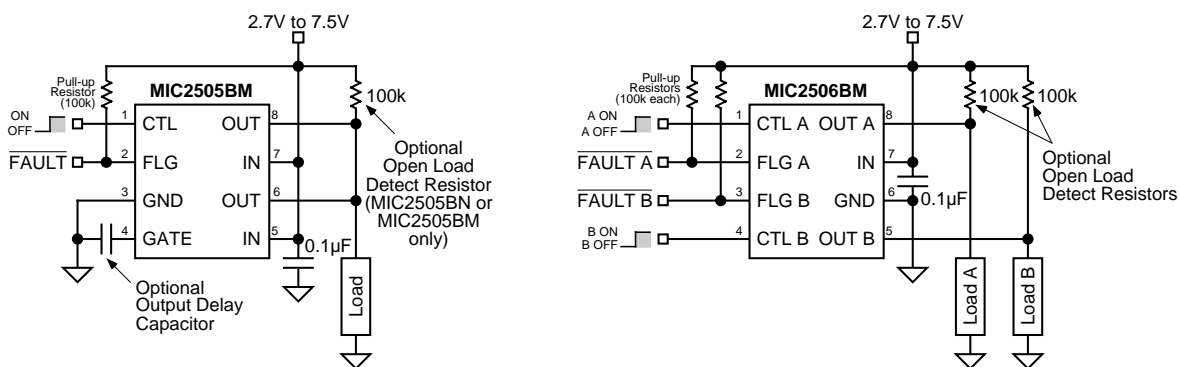 2.7V to 7.5V
Pull-up
Resistor
(100k)
MIC2505BM
100k
ON
OFF
1
CTL
OUT
8
FAULT
2
FLG
IN
7
3
GND
OUT
6
4
GATE
IN
5
Optional
Open Load
Detect Resistor
(MIC2505BN or
MIC2505BM
only)
0.1µF
Load
Optional
Output Delay
Capacitor
2.7V to 7.5V
Pull-up
Resistors
(100k each)
MIC2506BM
100k
100k
A ON
A OFF
1
CTL A
OUT A
8
FAULT A
2
FLG A
IN
7
FAULT B
3
FLG B
GND
6
B ON
B OFF
4
CTL B
OUT B
5
0.1µF
Optional
Open Load
Detect Resistors
Load A
Load B